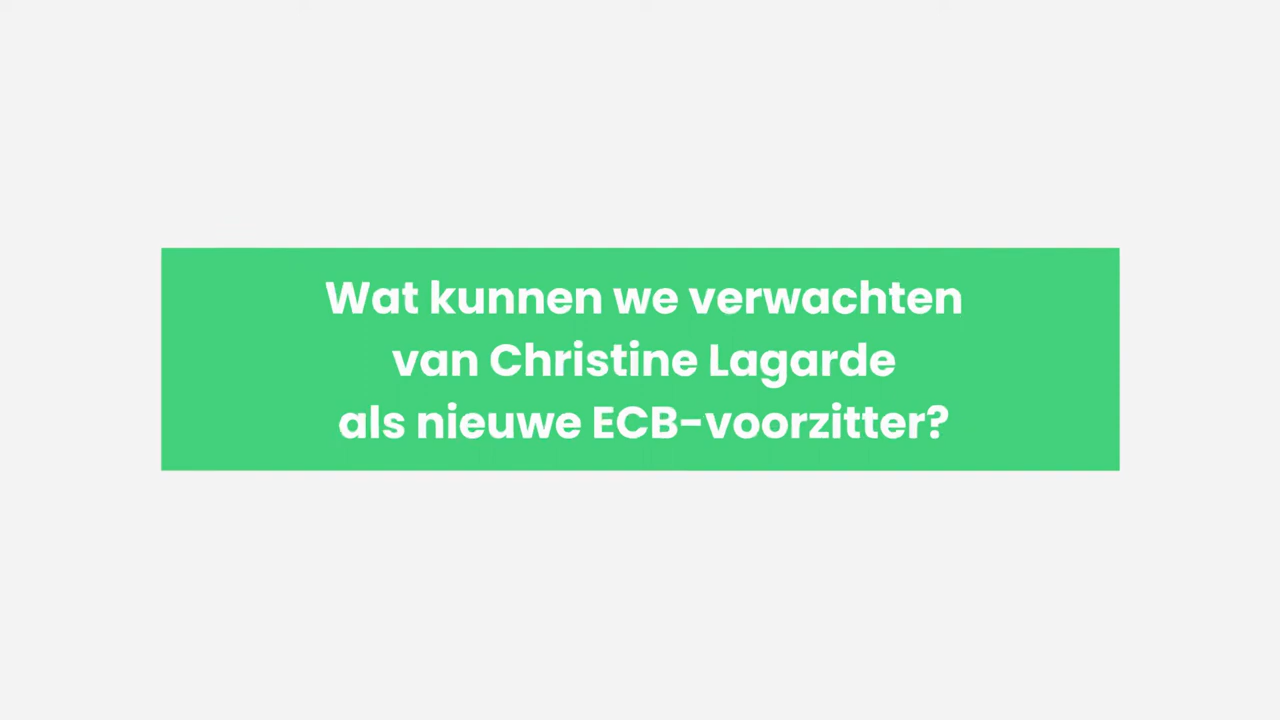 Wat kunnen we verwachten
van Christine Lagarde
als nieuwe ECB-voorzitter?